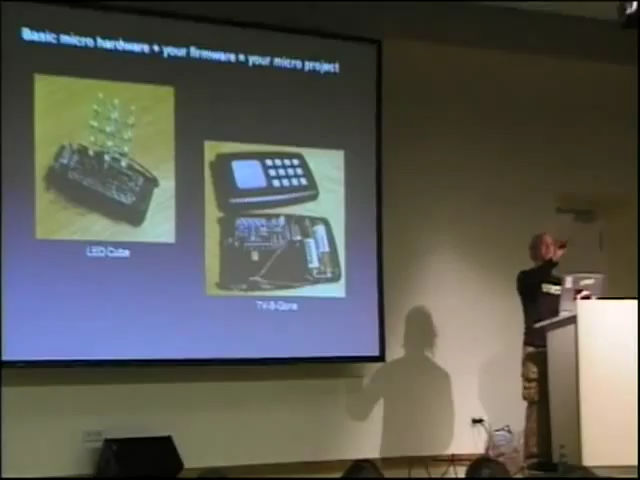 Basic micro hardware + your firmware = your micro project
LED Cube
TV-B-Gone